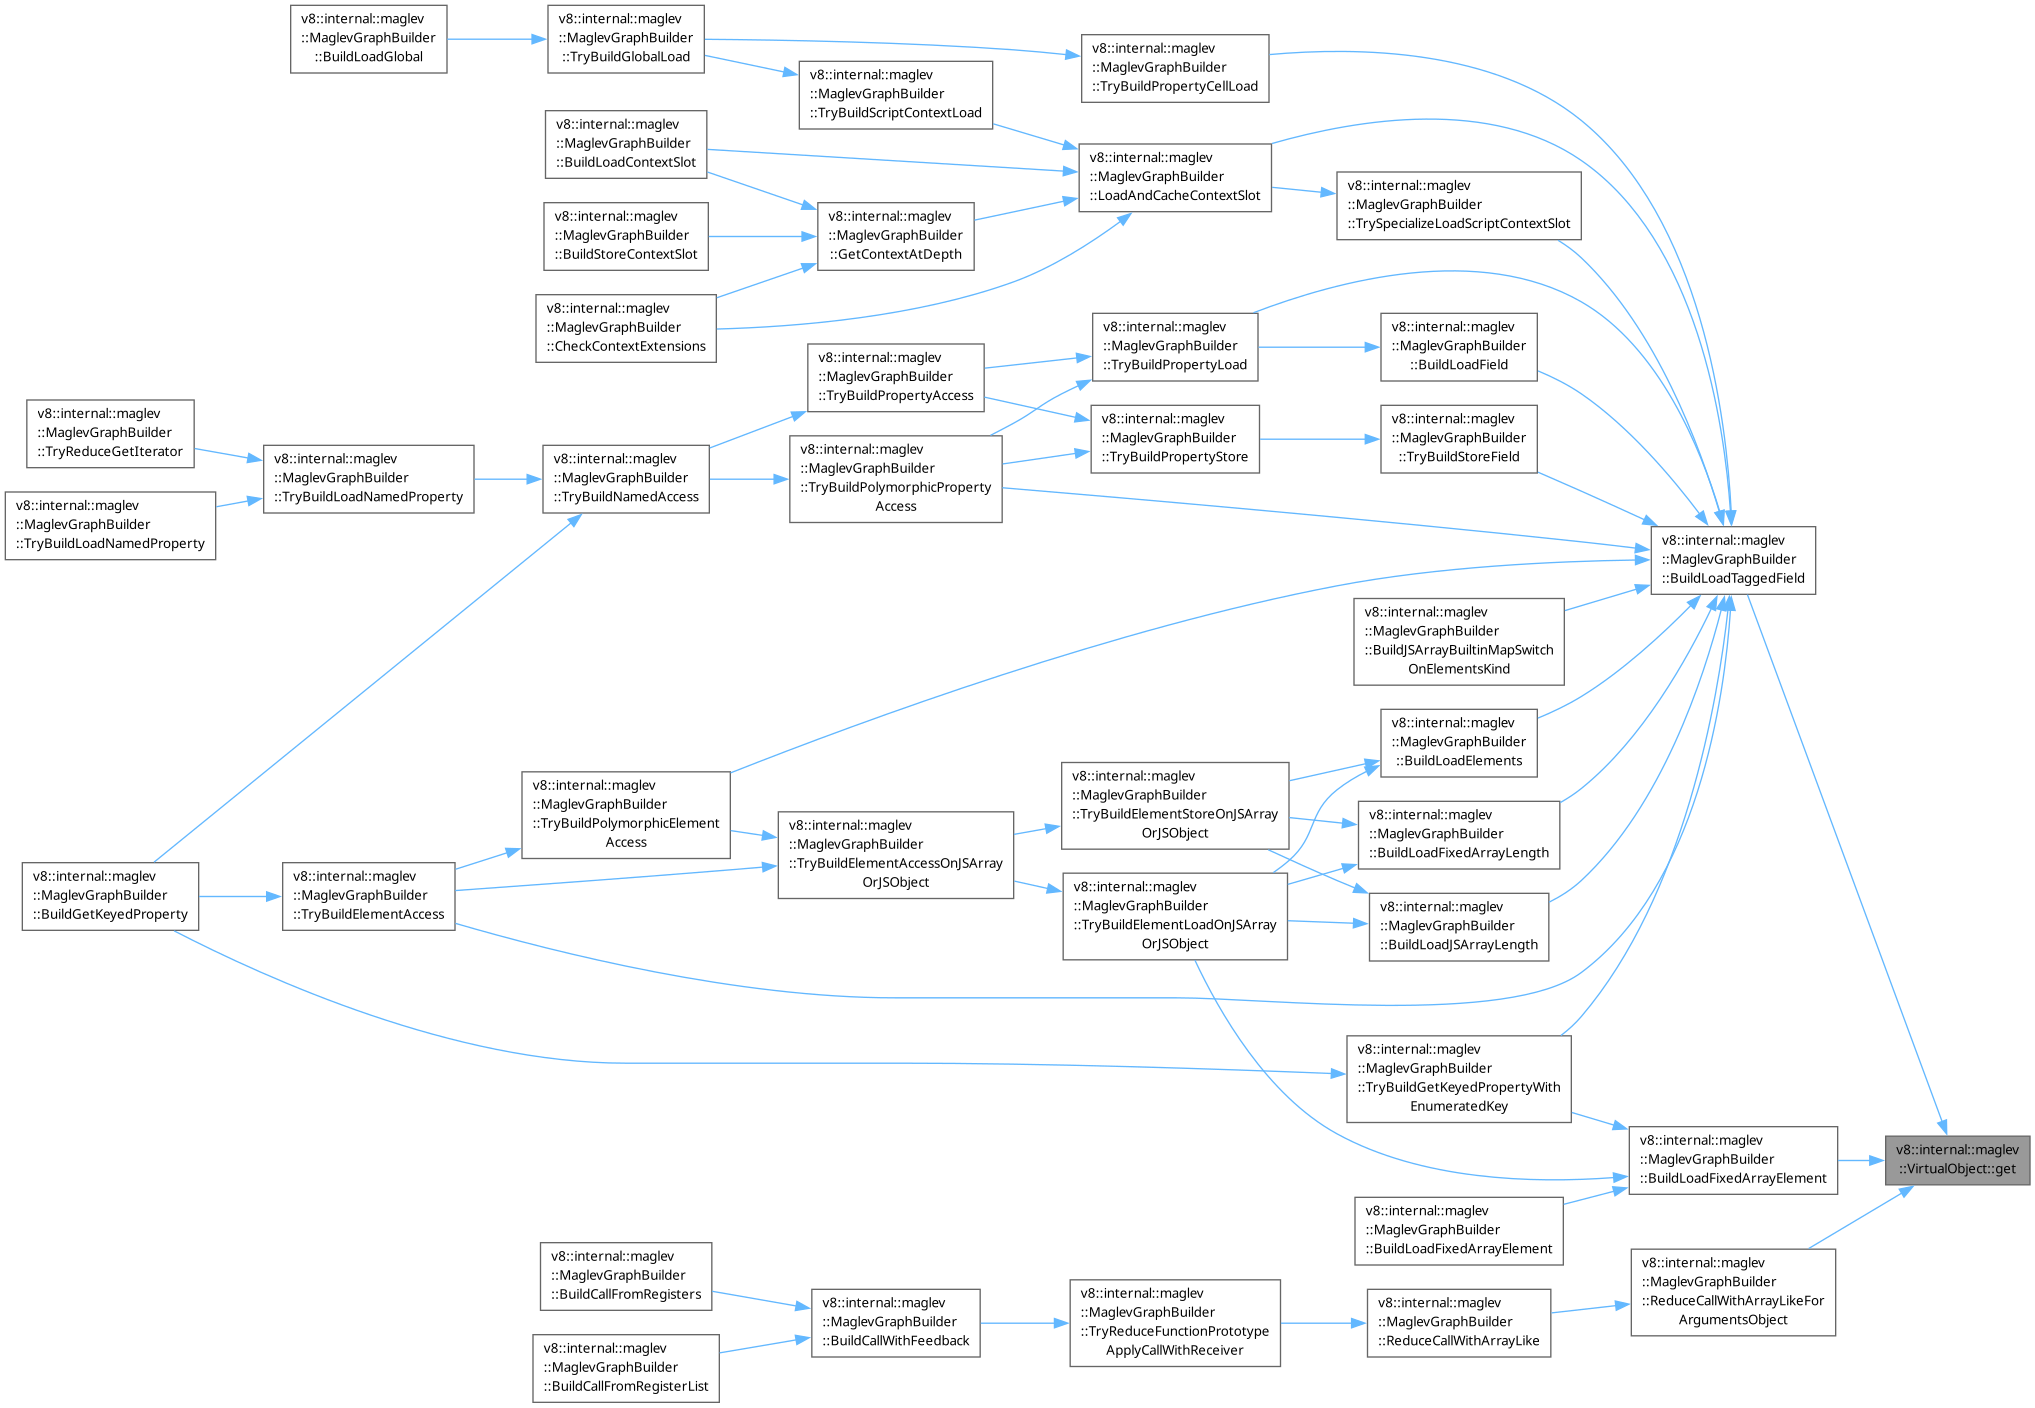 v8::internal::maglev
::MaglevGraphBuilder
::BuildLoadGlobal
v8::internal::maglev
::MaglevGraphBuilder
::TryBuildGlobalLoad
v8::internal::maglev
::MaglevGraphBuilder
::TryBuildPropertyCellLoad
v8::internal::maglev
::MaglevGraphBuilder
::TryBuildScriptContextLoad
v8::internal::maglev
::MaglevGraphBuilder
::BuildLoadContextSlot
v8::internal::maglev
::MaglevGraphBuilder
::LoadAndCacheContextSlot
v8::internal::maglev
::MaglevGraphBuilder
::TrySpecializeLoadScriptContextSlot
v8::internal::maglev
::MaglevGraphBuilder
::BuildStoreContextSlot
v8::internal::maglev
::MaglevGraphBuilder
::GetContextAtDepth
v8::internal::maglev
::MaglevGraphBuilder
::CheckContextExtensions
v8::internal::maglev
::MaglevGraphBuilder
::TryBuildPropertyLoad
v8::internal::maglev
::MaglevGraphBuilder
::BuildLoadField
v8::internal::maglev
::MaglevGraphBuilder
::TryBuildPropertyAccess
v8::internal::maglev
::MaglevGraphBuilder
::TryReduceGetIterator
v8::internal::maglev
::MaglevGraphBuilder
::TryBuildPropertyStore
v8::internal::maglev
::MaglevGraphBuilder
::TryBuildStoreField
v8::internal::maglev
::MaglevGraphBuilder
::TryBuildLoadNamedProperty
v8::internal::maglev
::MaglevGraphBuilder
::TryBuildNamedAccess
v8::internal::maglev
::MaglevGraphBuilder
::TryBuildPolymorphicProperty
Access
v8::internal::maglev
::MaglevGraphBuilder
::TryBuildLoadNamedProperty
v8::internal::maglev
::MaglevGraphBuilder
::BuildLoadTaggedField
v8::internal::maglev
::MaglevGraphBuilder
::BuildJSArrayBuiltinMapSwitch
OnElementsKind
v8::internal::maglev
::MaglevGraphBuilder
::BuildLoadElements
v8::internal::maglev
::MaglevGraphBuilder
::TryBuildPolymorphicElement
Access
v8::internal::maglev
::MaglevGraphBuilder
::TryBuildElementStoreOnJSArray
OrJSObject
v8::internal::maglev
::MaglevGraphBuilder
::TryBuildElementAccessOnJSArray
OrJSObject
v8::internal::maglev
::MaglevGraphBuilder
::BuildLoadFixedArrayLength
v8::internal::maglev
::MaglevGraphBuilder
::BuildGetKeyedProperty
v8::internal::maglev
::MaglevGraphBuilder
::TryBuildElementAccess
v8::internal::maglev
::MaglevGraphBuilder
::TryBuildElementLoadOnJSArray
OrJSObject
v8::internal::maglev
::MaglevGraphBuilder
::BuildLoadJSArrayLength
v8::internal::maglev
::MaglevGraphBuilder
::TryBuildGetKeyedPropertyWith
EnumeratedKey
v8::internal::maglev
::MaglevGraphBuilder
::BuildLoadFixedArrayElement
v8::internal::maglev
::VirtualObject::get
v8::internal::maglev
::MaglevGraphBuilder
::BuildLoadFixedArrayElement
v8::internal::maglev
::MaglevGraphBuilder
::BuildCallFromRegisters
v8::internal::maglev
::MaglevGraphBuilder
::ReduceCallWithArrayLikeFor
ArgumentsObject
v8::internal::maglev
::MaglevGraphBuilder
::BuildCallWithFeedback
v8::internal::maglev
::MaglevGraphBuilder
::TryReduceFunctionPrototype
ApplyCallWithReceiver
v8::internal::maglev
::MaglevGraphBuilder
::ReduceCallWithArrayLike
v8::internal::maglev
::MaglevGraphBuilder
::BuildCallFromRegisterList